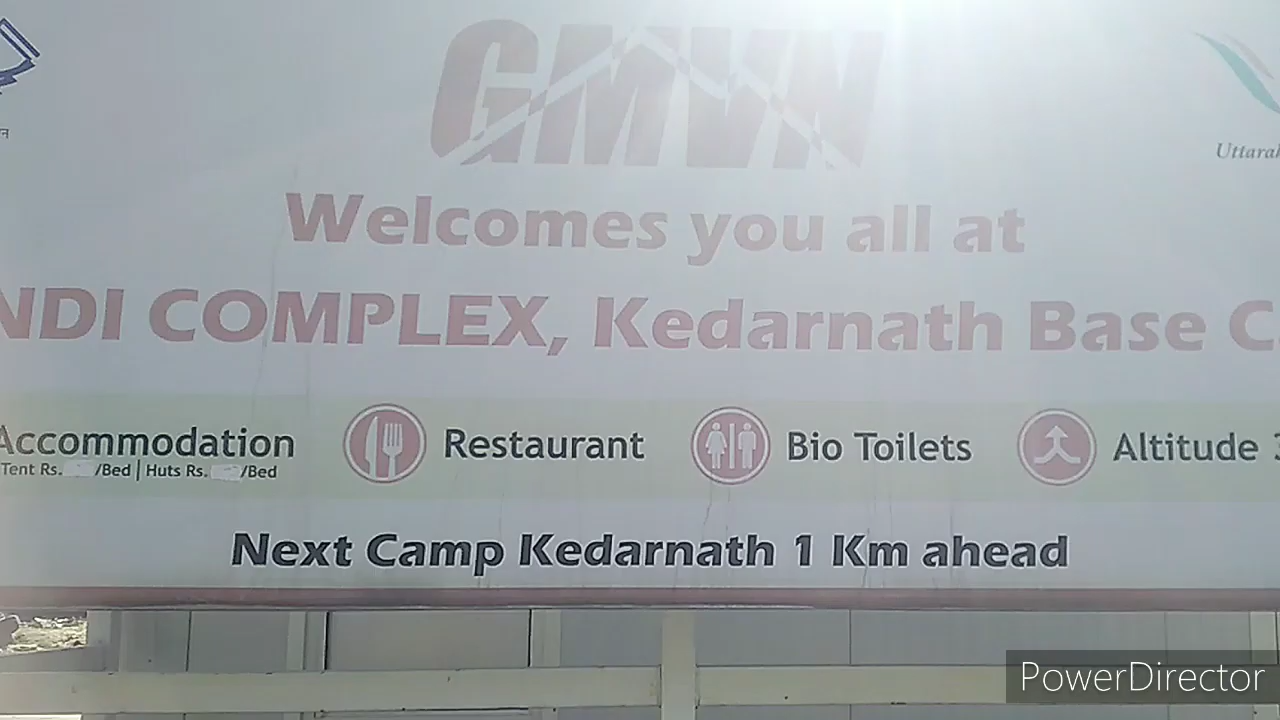 GMVN
Uttarak
Welcomes you all at
NDI COMPLEX, Kedarnath Base C
Accommodation
Tent Rs. /Bed | Huts Rs. /Bed
Restaurant
Bio Toilets
Altitude 3
Next Camp Kedarnath 1 Km ahead
PowerDirector